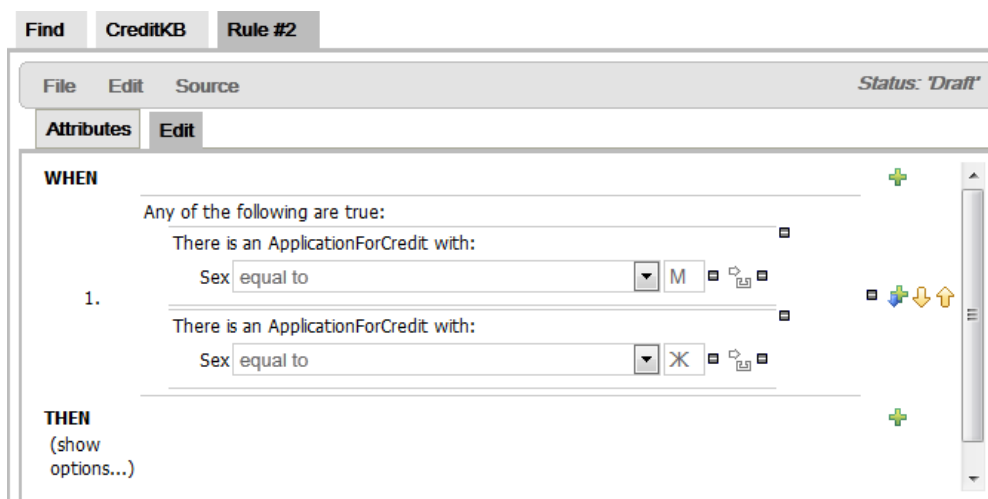 Find CreditKB Rule #2
File Edit Source Status: 'Draft'
Attributes Edit
WHEN
Any of the following are true:
There is an ApplicationForCredit with:
Sex equal to М
1.
There is an ApplicationForCredit with:
Sex equal to Ж
THEN
(show
options...)